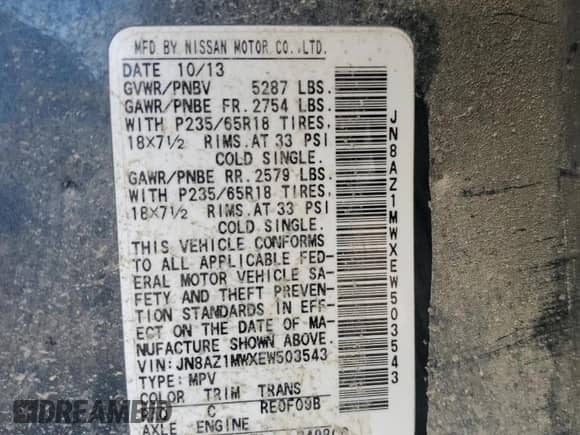 MFD. BY NISSAN MOTOR CO., LTD.
DATE 10/13
GVWR/PNBV 5287 LBS.
GAWR/PNBE FR. 2754 LBS.
WITH P235/65R18 TIRES,
18X7½ RIMS. AT 33 PSI
COLD SINGLE.
GAWR/PNBE RR. 2579 LBS.
WITH P235/65R18 TIRES,
18X7½ RIMS. AT 33 PSI
COLD SINGLE.
THIS VEHICLE CONFORMS
TO ALL APPLICABLE FED-
ERAL MOTOR VEHICLE SA-
FETY AND THEFT PREVEN-
TION STANDARDS IN EFF-
ECT ON THE DATE OF MA-
NUFACTURE SHOWN ABOVE.
VIN:JN8AZ1MWXEW503543
TYPE: MPV
COLOR TRIM TRANS
C RE0F09B
AXLE ENGINE
JN8AZ1MWXEW503543
DREAMBID